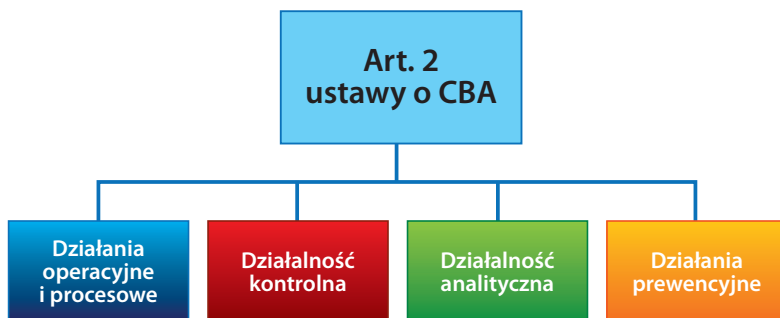 Art. 2
ustawy o CBA
Działania
operacyjne
i procesowe
Działalność
kontrolna
Działalność
analityczna
Działania
prewencyjne